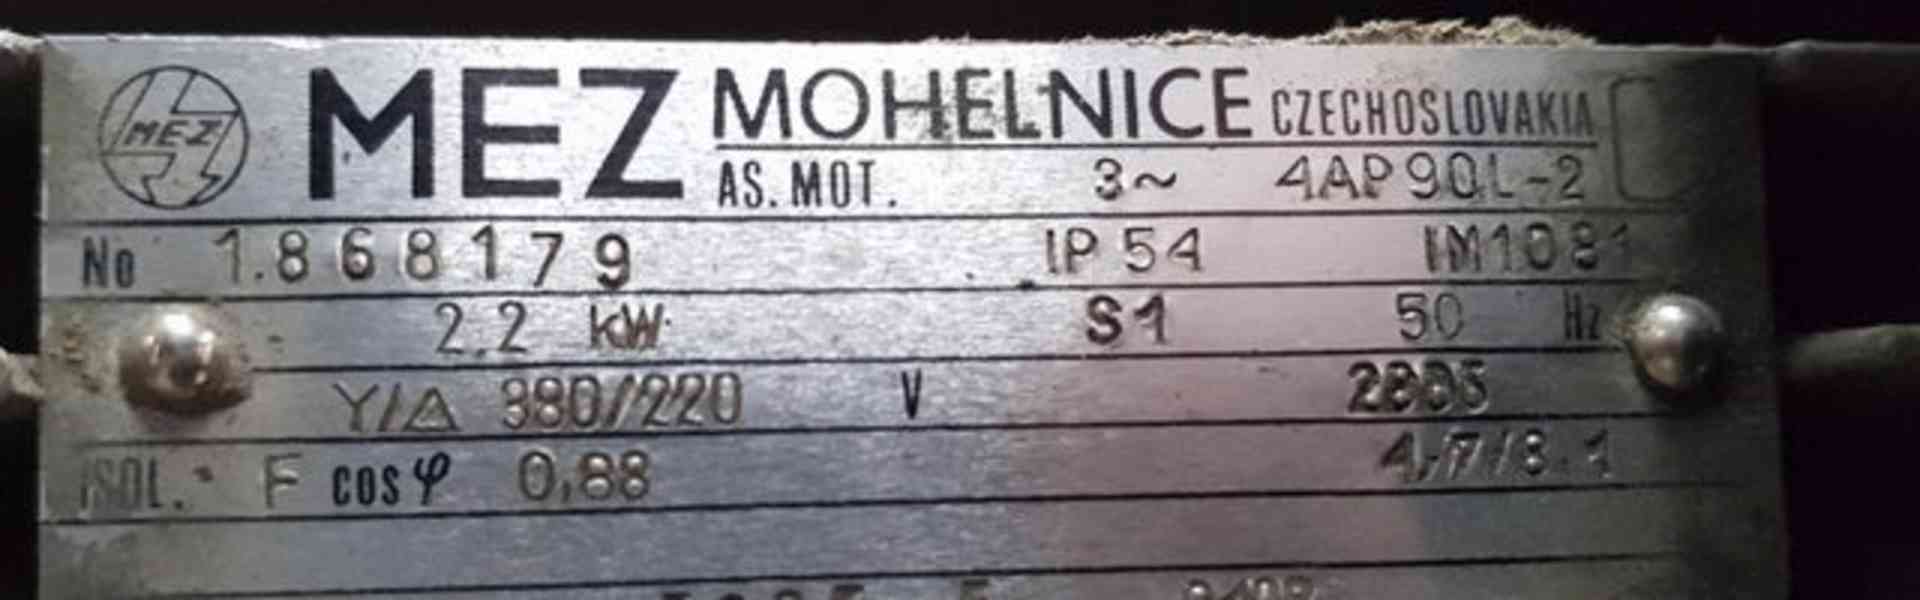 MEZ MEZ MOHELNICE CZECHOSLOVAKIA
AS. MOT. 3~ 4AP90L-2
No 1.868179 IP 54 IM1081
2.2 kW S1 50 Hz
Y/Δ 380/220 V 2885
ISOL. F cos φ 0,88